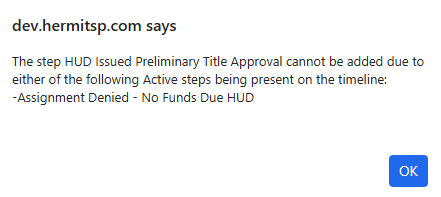 dev.hermitsp.com says
The step HUD Issued Preliminary Title Approval cannot be added due to
either of the following Active steps being present on the timeline:
-Assignment Denied - No Funds Due HUD
OK